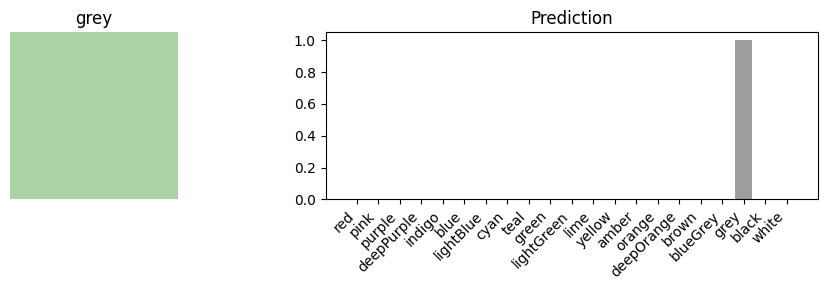 grey
Prediction
1.0
0.8
0.6
0.4
0.2
0.0
red
pink
purple
deepPurple
indigo
blue
lightBlue
cyan
teal
green
lightGreen
lime
yellow
amber
orange
deepOrange
brown
blueGrey
grey
black
white